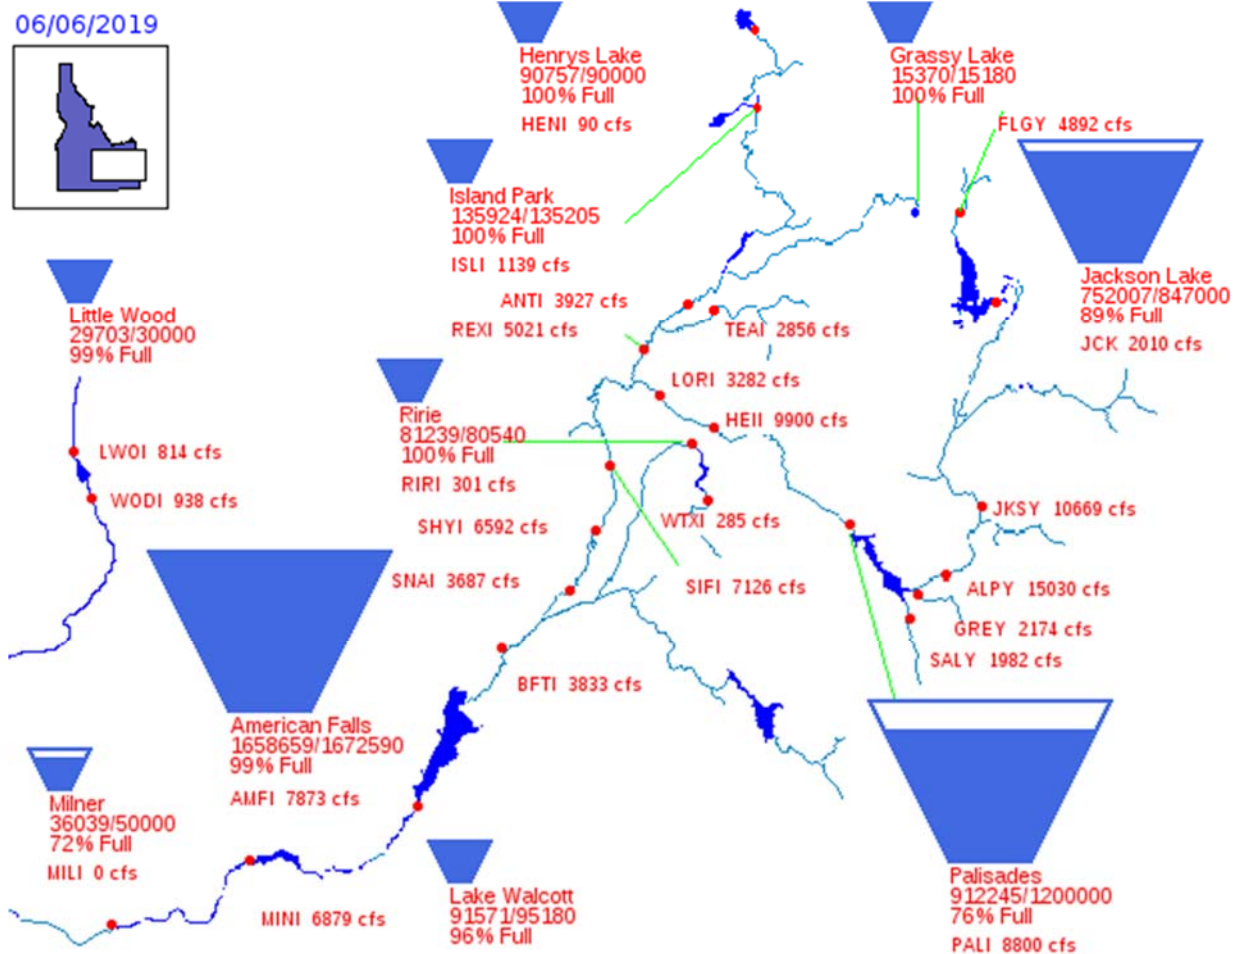 06/06/2019
Henrys Lake
90757/90000
100% Full
HENI 90 cfs
Grassy Lake
15370/15180
100% Full
FLGY 4892 cfs
Island Park
135924/135205
100% Full
ISLI 1139 cfs
Jackson Lake
752007/847000
89% Full
JCK 2010 cfs
Little Wood
29703/30000
99% Full
ANTI 3927 cfs
REXI 5021 cfs
TEAI 2856 cfs
LORI 3282 cfs
HEII 9900 cfs
Ririe
81239/80540
100% Full
RIRI 301 cfs
LWOI 814 cfs
WODI 938 cfs
SHYI 6592 cfs
WTXI 285 cfs
JKSY 10669 cfs
SNAI 3687 cfs
SIFI 7126 cfs
ALPY 15030 cfs
GREY 2174 cfs
SALY 1982 cfs
BFTI 3833 cfs
American Falls
1658659/1672590
99% Full
AMFI 7873 cfs
Milner
36039/50000
72% Full
MILI 0 cfs
MINI 6879 cfs
Lake Walcott
91571/95180
96% Full
Palisades
912245/1200000
76% Full
PALI 8800 cfs